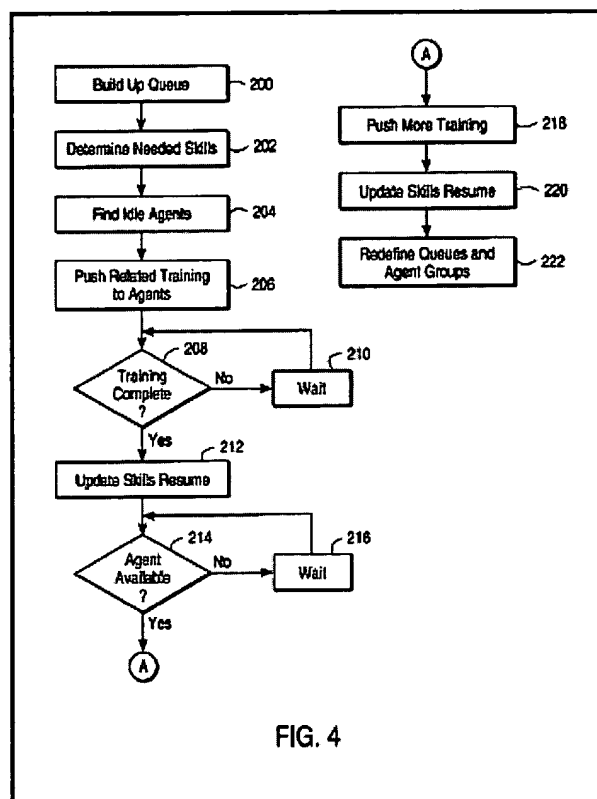 Build Up Queue
200
Determine Needed Skills
202
Find Idle Agents
204
Push Related Training
to Agents
206
208
Training
Complete
?
No
210
Wait
Yes
212
Update Skills Resume
214
Agent
Available
?
No
216
Wait
Yes
A
A
Push More Training
218
Update Skills Resume
220
Redefine Queues and
Agent Groups
222
FIG. 4